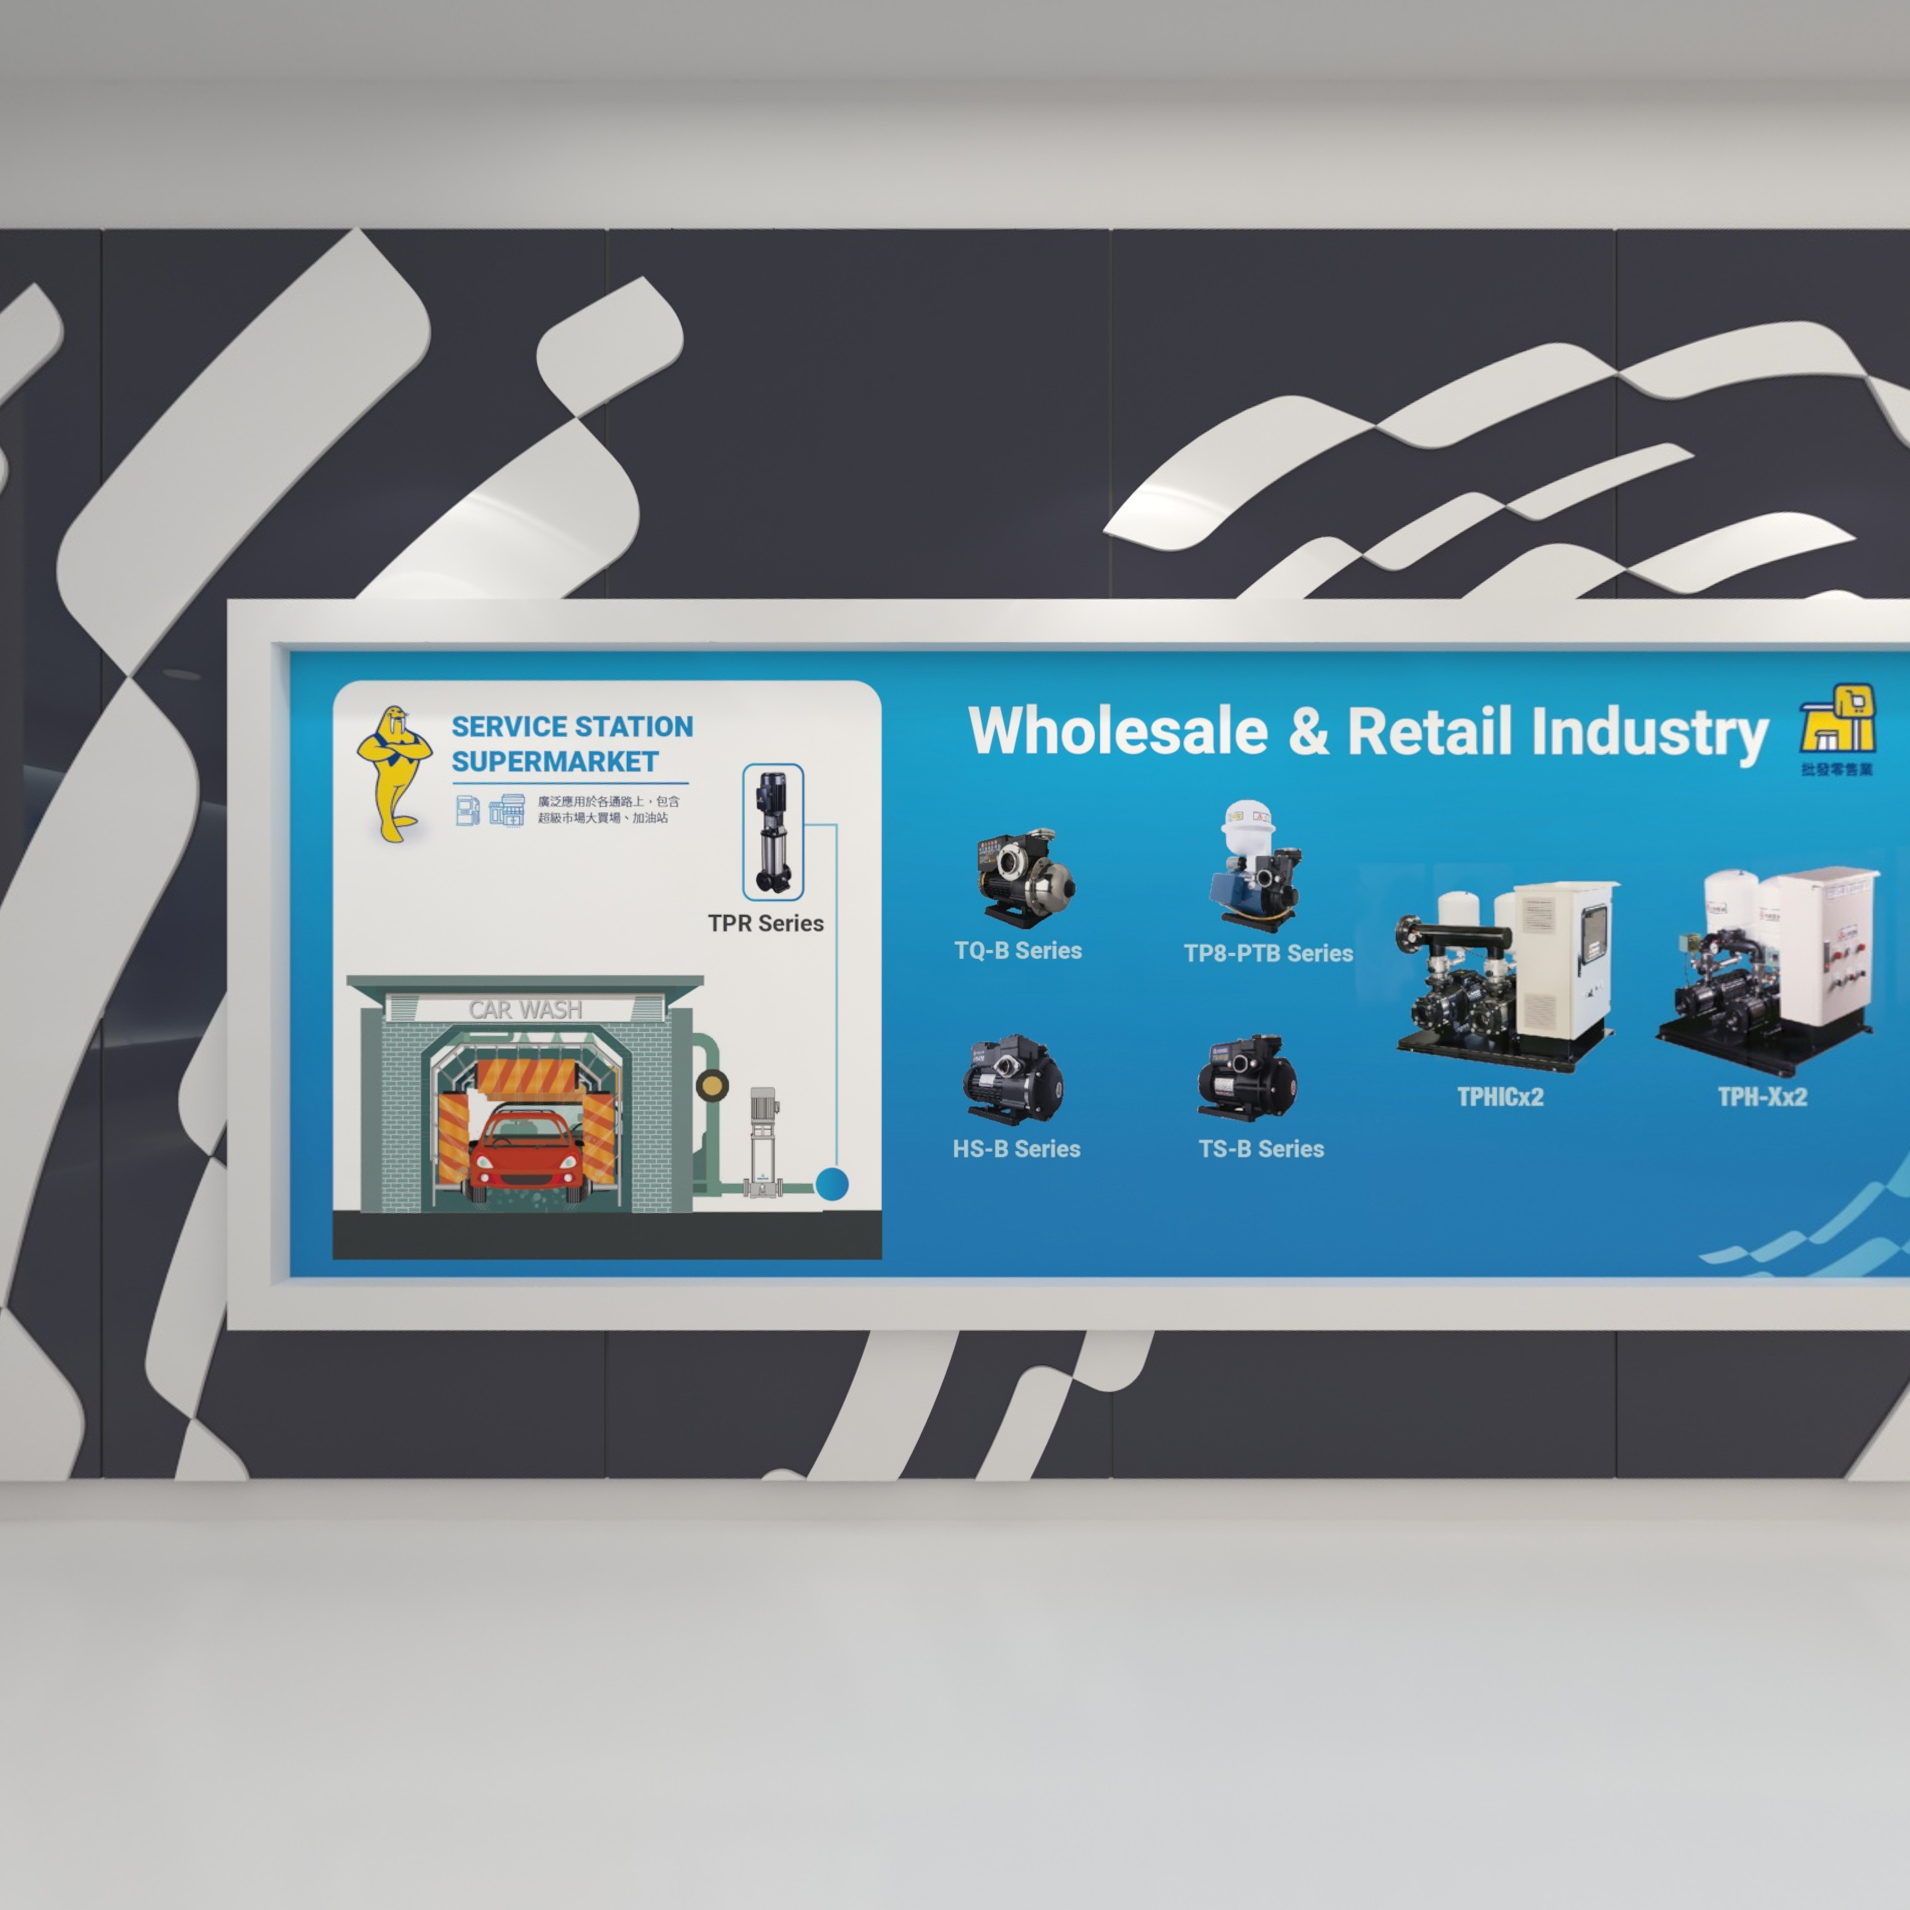 SERVICE STATION
SUPERMARKET
廣泛應用於各通路上，包含
超級市場大買場、加油站
TPR Series
CAR WASH
Wholesale & Retail Industry
批發零售業
TQ-B Series
TP8-PTB Series
HS-B Series
TS-B Series
TPHICx2
TPH-Xx2